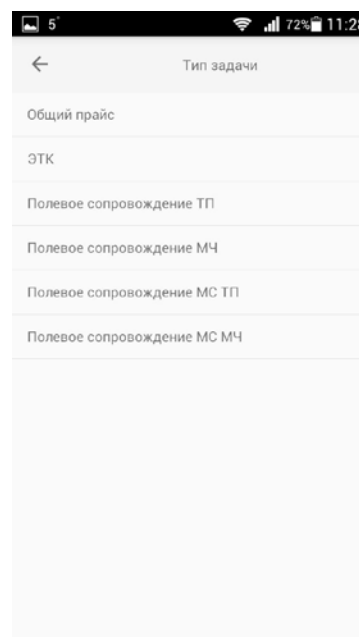 5° 72% 11:28
Тип задачи
Общий прайс
ЭТК
Полевое сопровождение ТП
Полевое сопровождение МЧ
Полевое сопровождение МС ТП
Полевое сопровождение МС МЧ